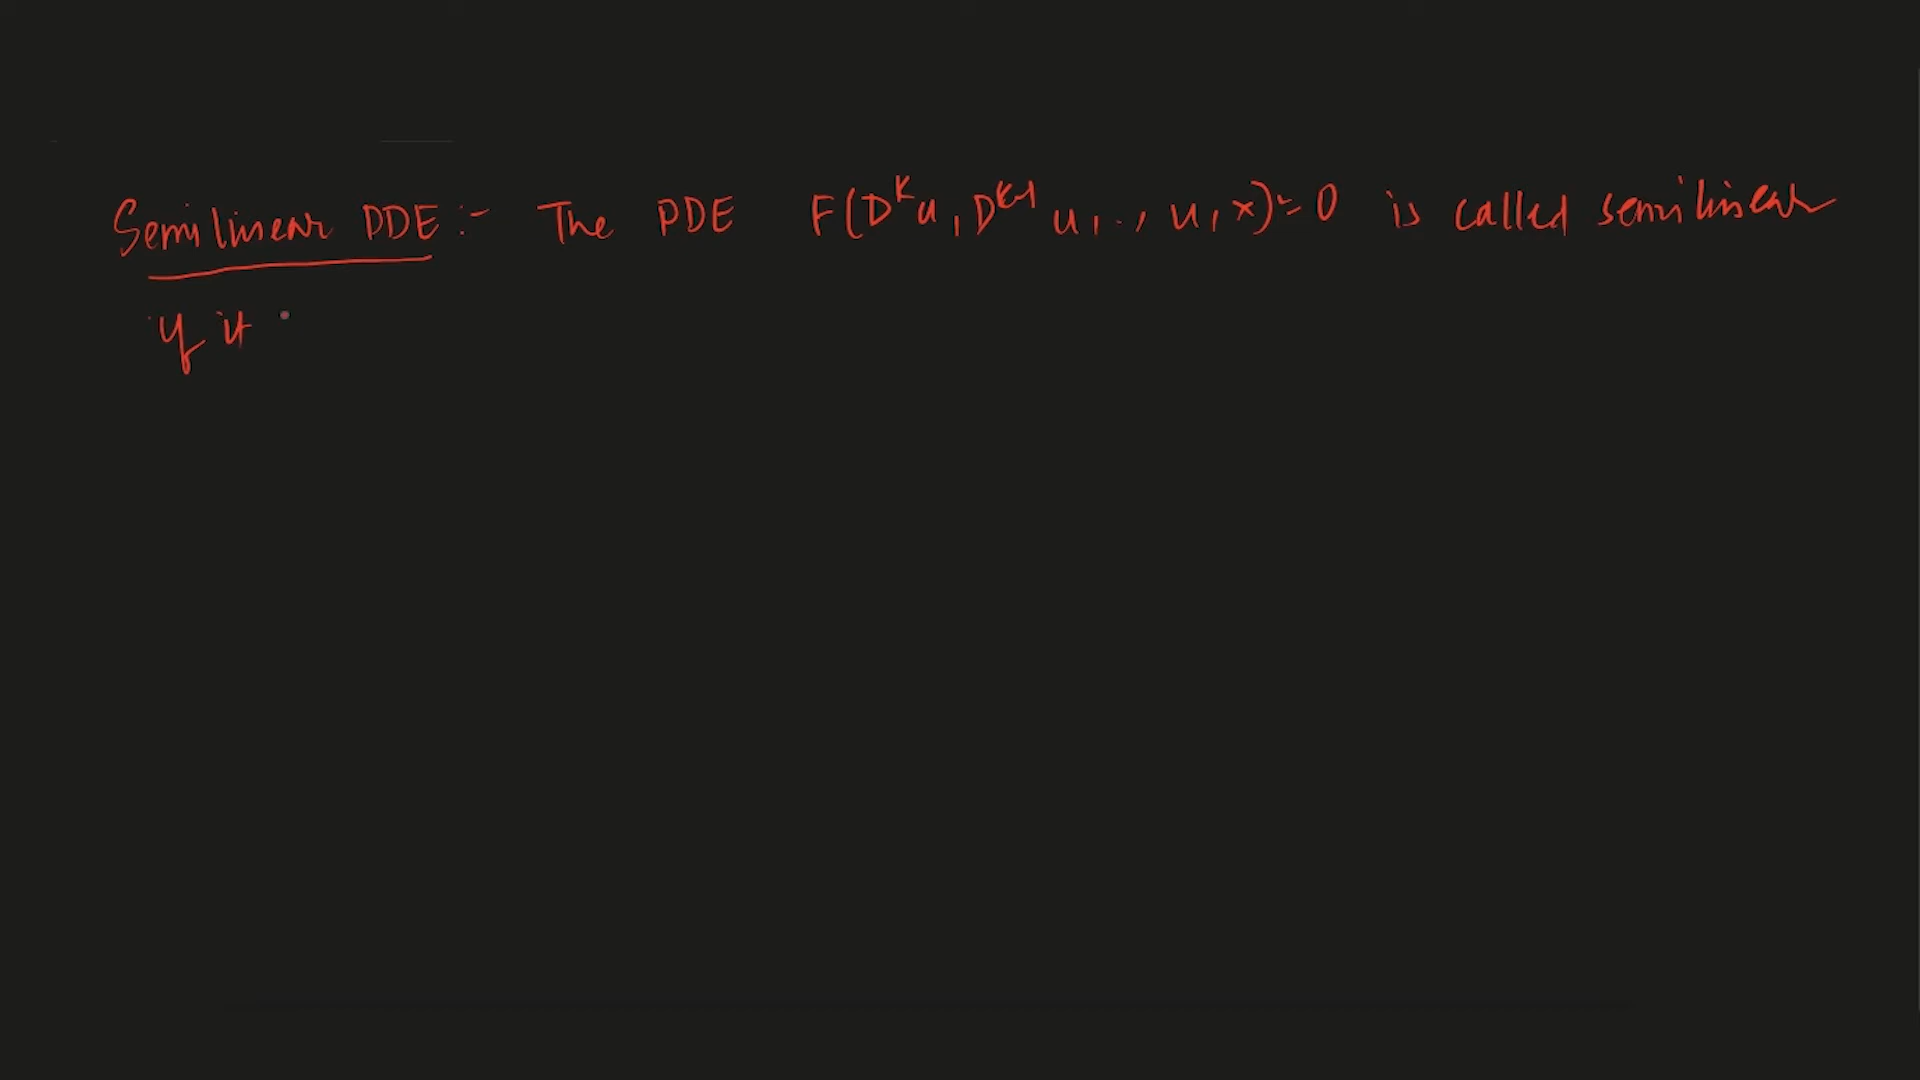 Semilinear PDE :- The PDE F(D^k u, D^{k-1} u, .., u, x) = 0 is called semilinear
if it